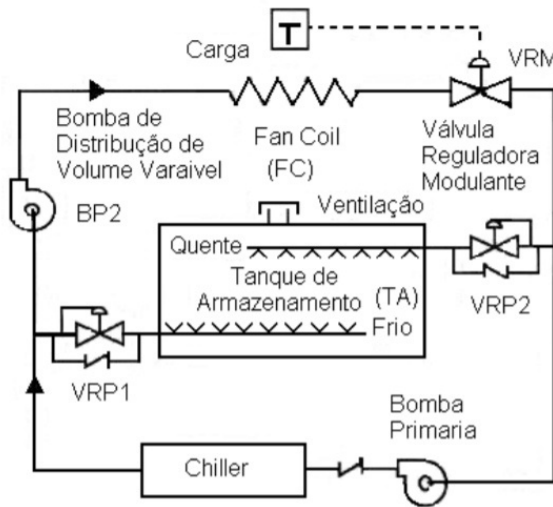 Carga
T
VRM
Bomba de
Distribução de
Volume Varaivel
Fan Coil
(FC)
Válvula
Reguladora
Modulante
BP2
Ventilação
Quente
Tanque de
Armazenamento
(TA)
Frio
VRP2
VRP1
Bomba
Primaria
Chiller